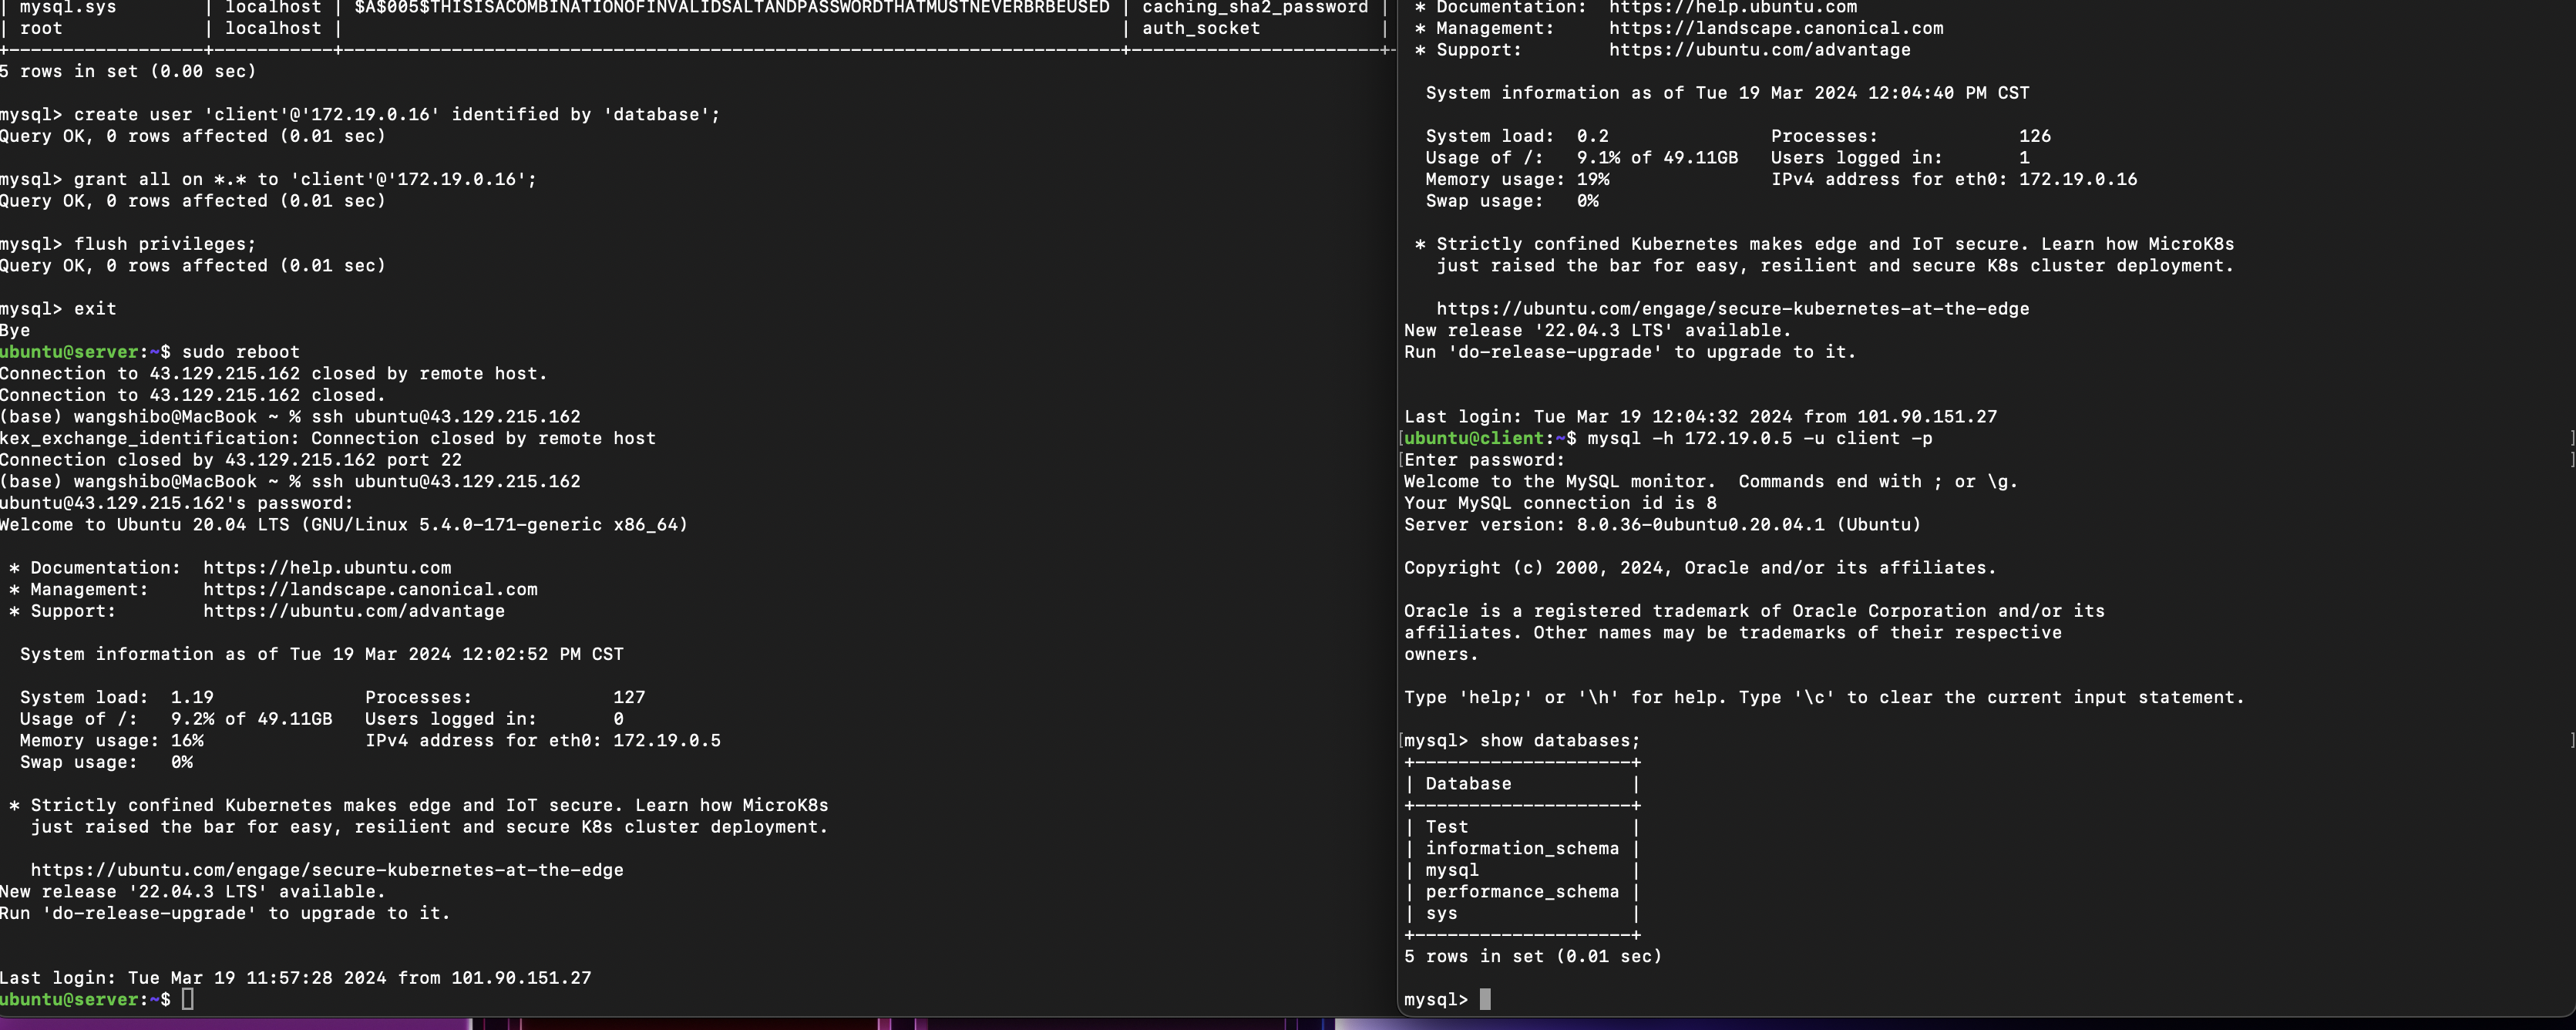 | mysql.sys        | localhost | $A$005$THISISACOMBINATIONOFINVALIDSALTANDPASSWORDTHATMUSTNEVERBRBEUSED | caching_sha2_password |
| root             | localhost |                                                                        | auth_socket           |
+------------------+-----------+------------------------------------------------------------------------+-----------------------+-
5 rows in set (0.00 sec)

mysql> create user 'client'@'172.19.0.16' identified by 'database';
Query OK, 0 rows affected (0.01 sec)

mysql> grant all on *.* to 'client'@'172.19.0.16';
Query OK, 0 rows affected (0.01 sec)

mysql> flush privileges;
Query OK, 0 rows affected (0.01 sec)

mysql> exit
Bye
ubuntu@server:~$ sudo reboot
Connection to 43.129.215.162 closed by remote host.
Connection to 43.129.215.162 closed.
(base) wangshibo@MacBook ~ % ssh ubuntu@43.129.215.162
kex_exchange_identification: Connection closed by remote host
Connection closed by 43.129.215.162 port 22
(base) wangshibo@MacBook ~ % ssh ubuntu@43.129.215.162
ubuntu@43.129.215.162's password:
Welcome to Ubuntu 20.04 LTS (GNU/Linux 5.4.0-171-generic x86_64)

 * Documentation:  https://help.ubuntu.com
 * Management:     https://landscape.canonical.com
 * Support:        https://ubuntu.com/advantage

  System information as of Tue 19 Mar 2024 12:02:52 PM CST

  System load:  1.19              Processes:             127
  Usage of /:   9.2% of 49.11GB   Users logged in:       0
  Memory usage: 16%               IPv4 address for eth0: 172.19.0.5
  Swap usage:   0%

 * Strictly confined Kubernetes makes edge and IoT secure. Learn how MicroK8s
   just raised the bar for easy, resilient and secure K8s cluster deployment.

   https://ubuntu.com/engage/secure-kubernetes-at-the-edge
New release '22.04.3 LTS' available.
Run 'do-release-upgrade' to upgrade to it.

Last login: Tue Mar 19 11:57:28 2024 from 101.90.151.27
ubuntu@server:~$
 * Documentation:  https://help.ubuntu.com
 * Management:     https://landscape.canonical.com
 * Support:        https://ubuntu.com/advantage

  System information as of Tue 19 Mar 2024 12:04:40 PM CST

  System load:  0.2               Processes:             126
  Usage of /:   9.1% of 49.11GB   Users logged in:       1
  Memory usage: 19%               IPv4 address for eth0: 172.19.0.16
  Swap usage:   0%

 * Strictly confined Kubernetes makes edge and IoT secure. Learn how MicroK8s
   just raised the bar for easy, resilient and secure K8s cluster deployment.

   https://ubuntu.com/engage/secure-kubernetes-at-the-edge
New release '22.04.3 LTS' available.
Run 'do-release-upgrade' to upgrade to it.

Last login: Tue Mar 19 12:04:32 2024 from 101.90.151.27
[ubuntu@client:~$ mysql -h 172.19.0.5 -u client -p ]
[Enter password: ]
Welcome to the MySQL monitor.  Commands end with ; or \g.
Your MySQL connection id is 8
Server version: 8.0.36-0ubuntu0.20.04.1 (Ubuntu)

Copyright (c) 2000, 2024, Oracle and/or its affiliates.

Oracle is a registered trademark of Oracle Corporation and/or its
affiliates. Other names may be trademarks of their respective
owners.

Type 'help;' or '\h' for help. Type '\c' to clear the current input statement.

[mysql> show databases; ]
+--------------------+
| Database           |
+--------------------+
| Test               |
| information_schema |
| mysql              |
| performance_schema |
| sys                |
+--------------------+
5 rows in set (0.01 sec)

mysql>